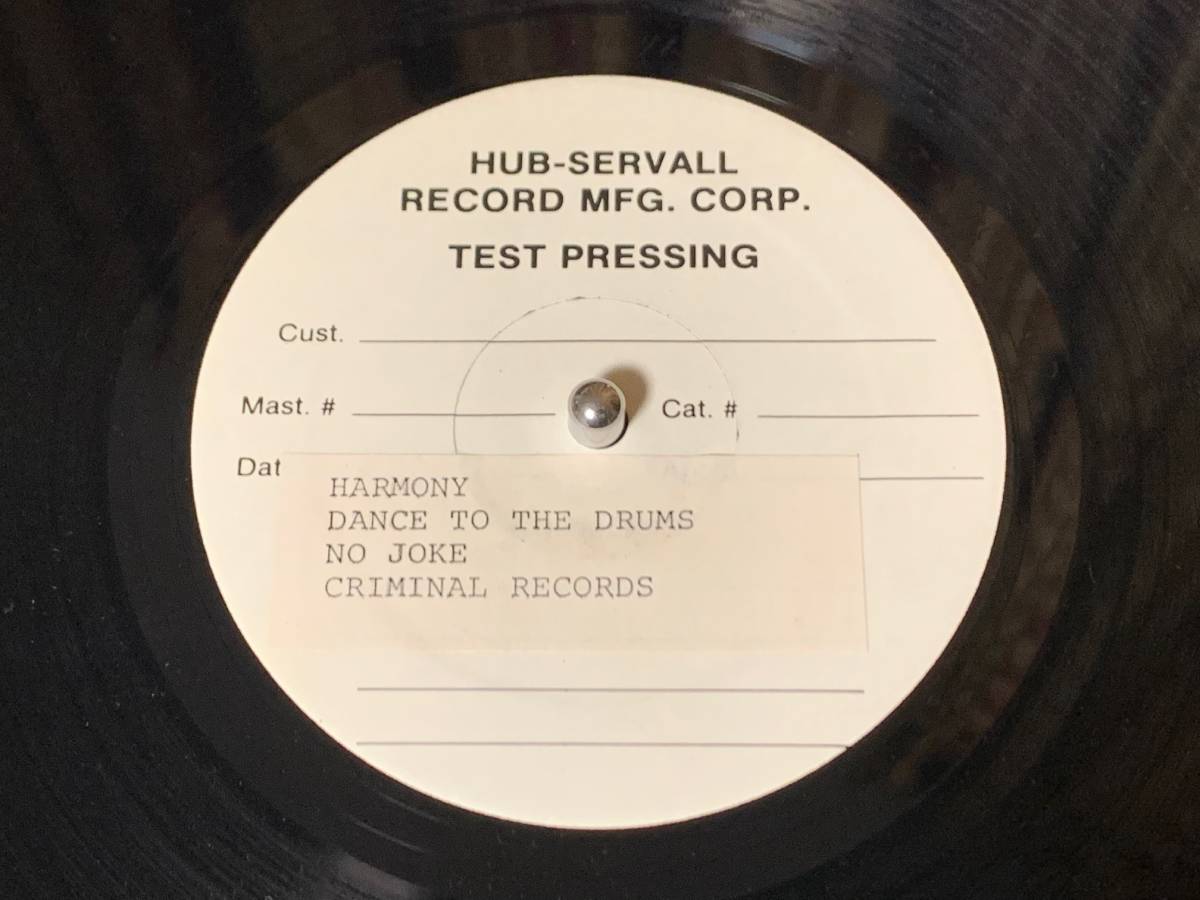 HUB-SERVALL
RECORD MFG. CORP.
TEST PRESSING
Cust.
Mast. # Cat. #
Dat
HARMONY
DANCE TO THE DRUMS
NO JOKE
CRIMINAL RECORDS